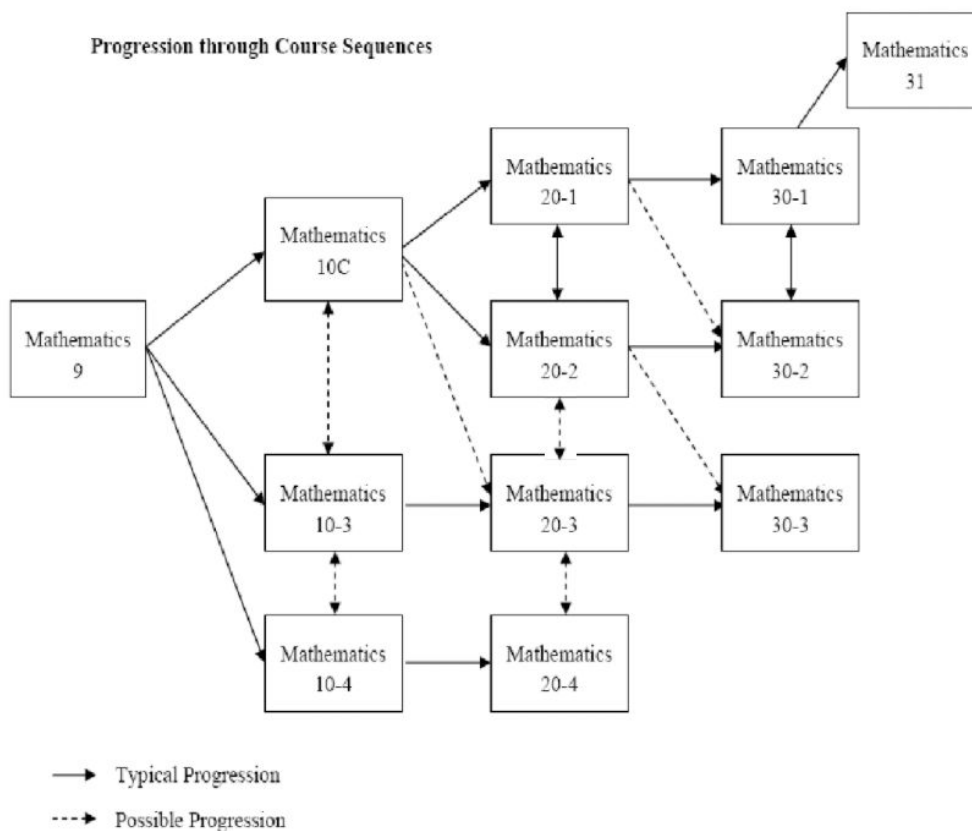 Progression through Course Sequences
Mathematics
31
Mathematics
20-1
Mathematics
30-1
Mathematics
10C
Mathematics
9
Mathematics
20-2
Mathematics
30-2
Mathematics
10-3
Mathematics
20-3
Mathematics
30-3
Mathematics
10-4
Mathematics
20-4
Typical Progression
Possible Progression